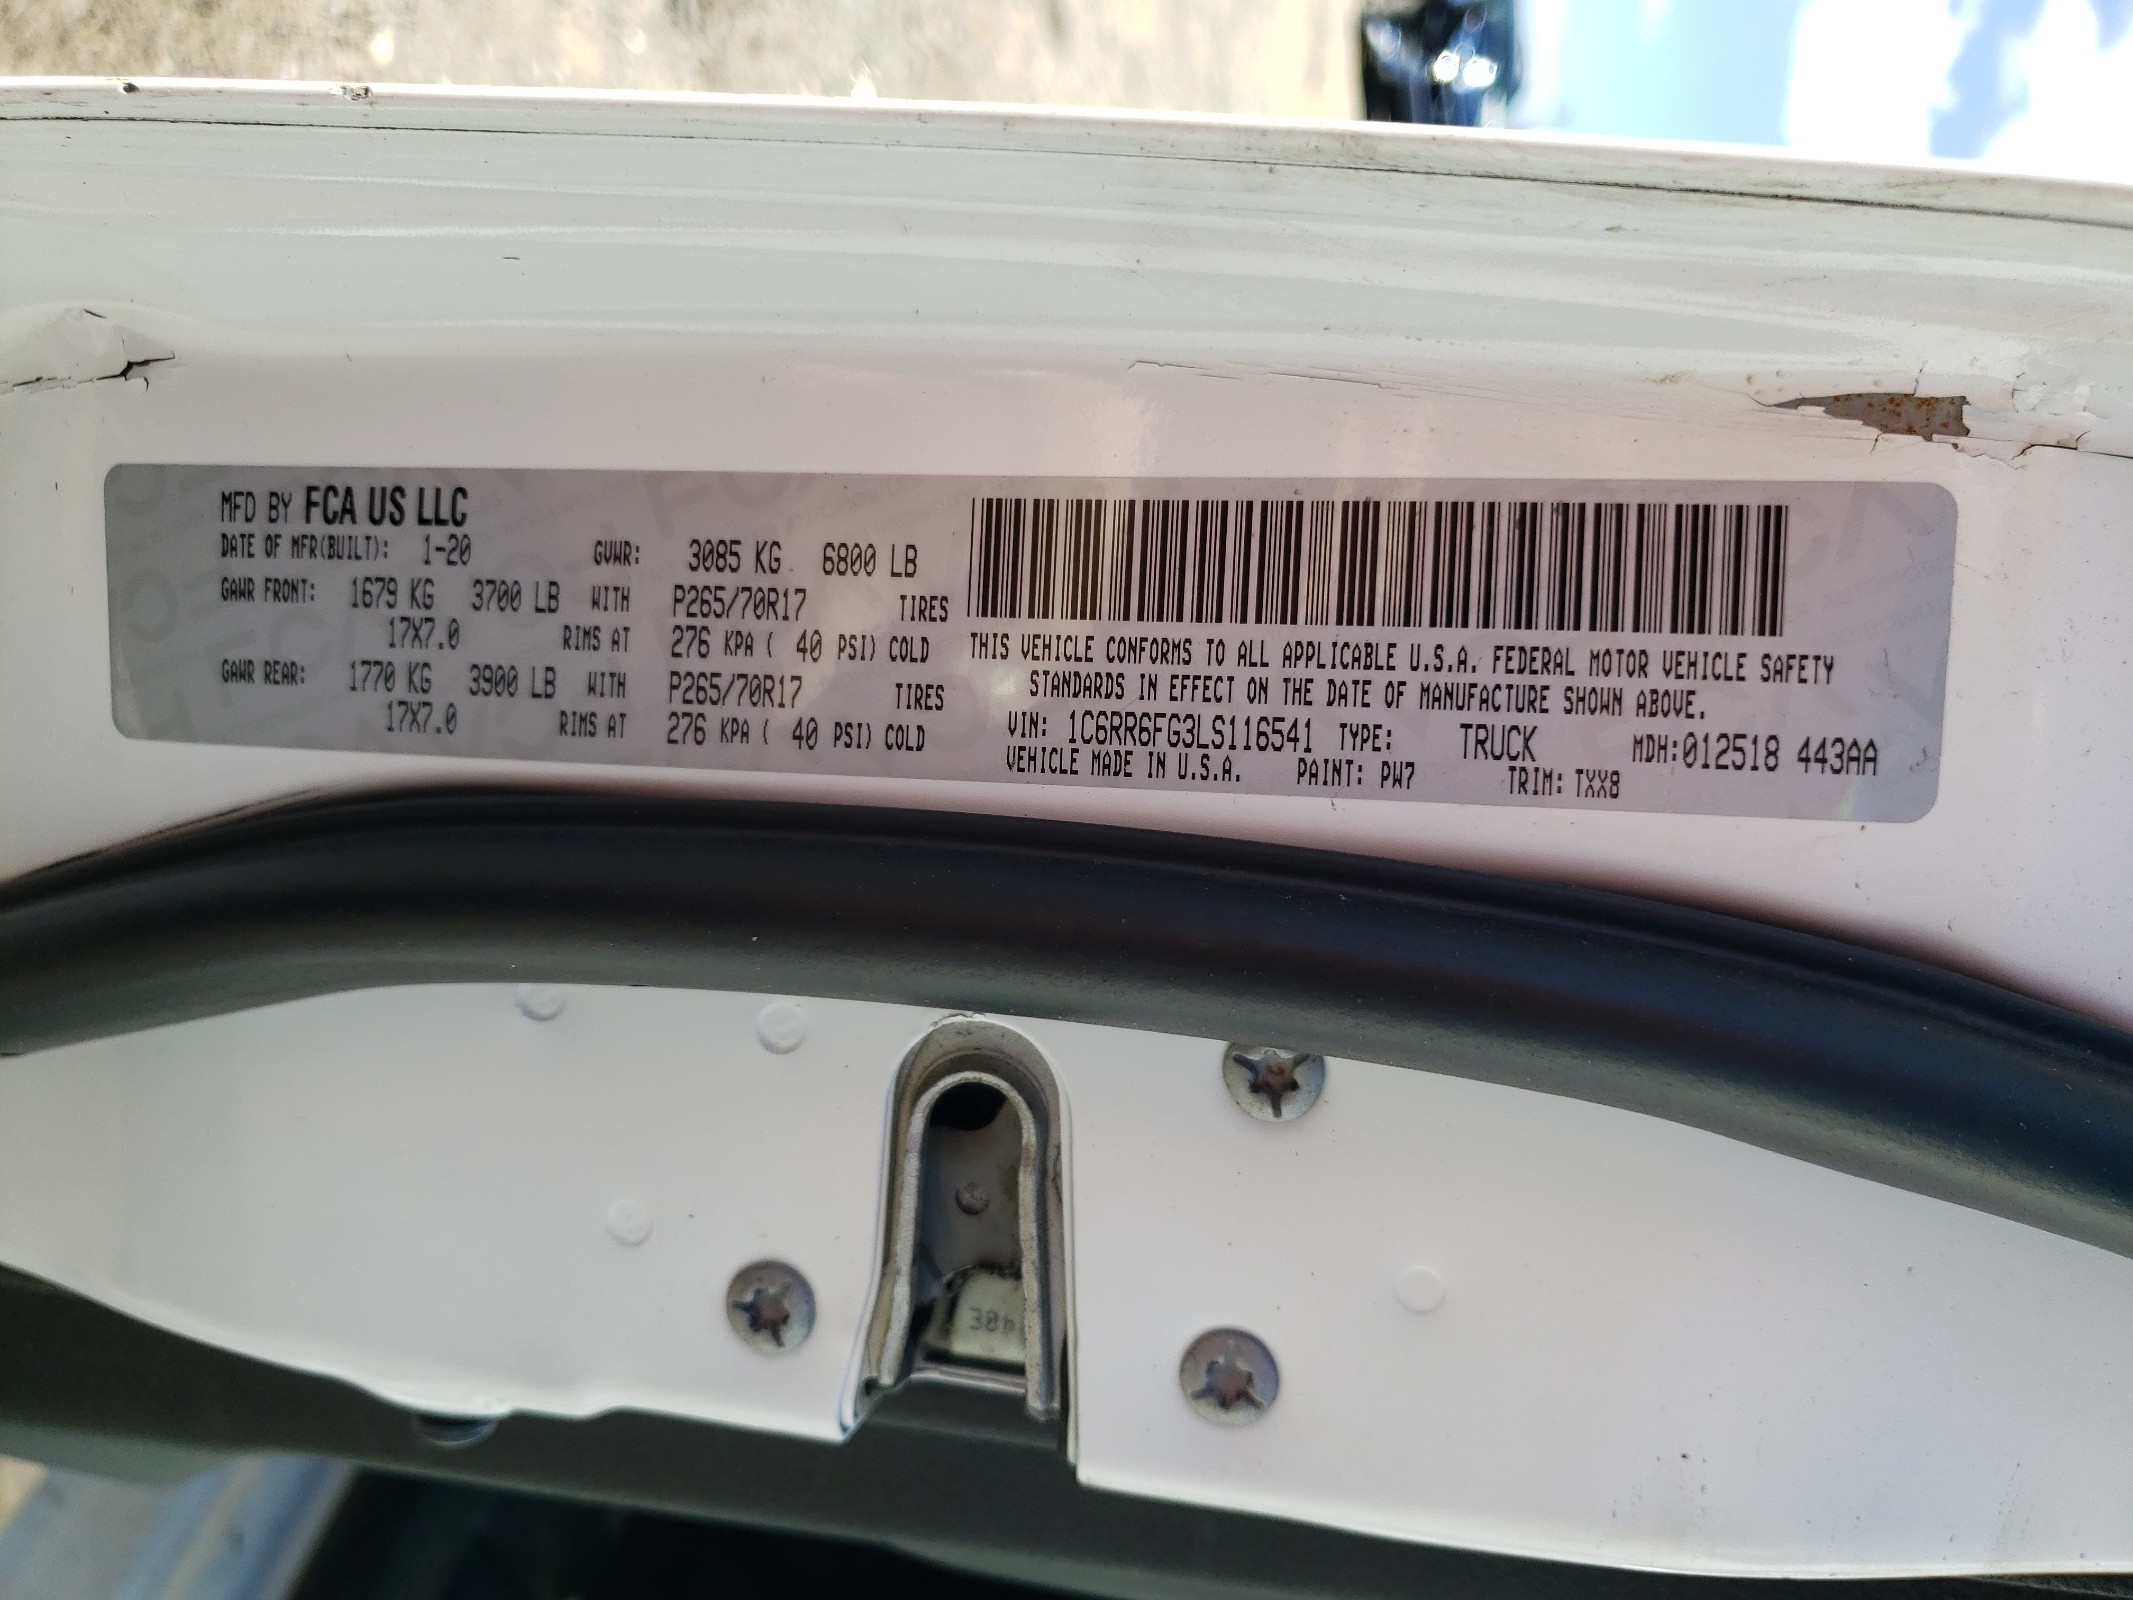 MFD BY FCA US LLC
DATE OF MFR(BUILT): 1-20 GVWR: 3085 KG 6800 LB
GAWR FRONT: 1679 KG 3700 LB WITH P265/70R17 TIRES
17X7.0 RIMS AT 276 KPA ( 40 PSI) COLD
GAWR REAR: 1770 KG 3900 LB WITH P265/70R17 TIRES
17X7.0 RIMS AT 276 KPA ( 40 PSI) COLD
THIS VEHICLE CONFORMS TO ALL APPLICABLE U.S.A. FEDERAL MOTOR VEHICLE SAFETY
STANDARDS IN EFFECT ON THE DATE OF MANUFACTURE SHOWN ABOVE.
VIN: 1C6RR6FG3LS116541 TYPE: TRUCK MDH:012518 443AA
VEHICLE MADE IN U.S.A. PAINT: PW7 TRIM: TXX8